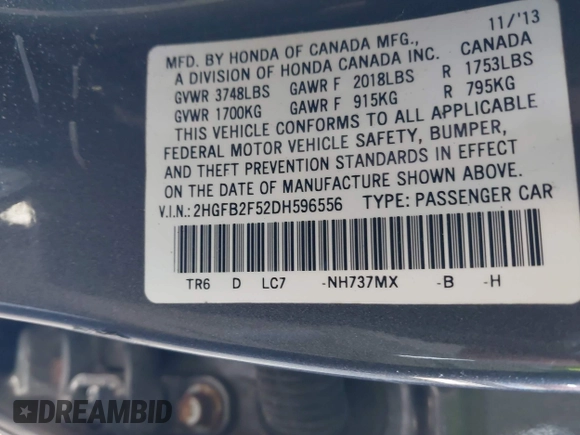 11/'13
MFD. BY HONDA OF CANADA MFG.,
A DIVISION OF HONDA CANADA INC. CANADA
GVWR 3748LBS GAWR F 2018LBS R 1753LBS
GVWR 1700KG GAWR F 915KG R 795KG
THIS VEHICLE CONFORMS TO ALL APPLICABLE
FEDERAL MOTOR VEHICLE SAFETY, BUMPER,
AND THEFT PREVENTION STANDARDS IN EFFECT
ON THE DATE OF MANUFACTURE SHOWN ABOVE.
V.I.N.: 2HGFB2F52DH596556 TYPE: PASSENGER CAR
TR6 D LC7 -NH737MX -B -H
DREAMBID